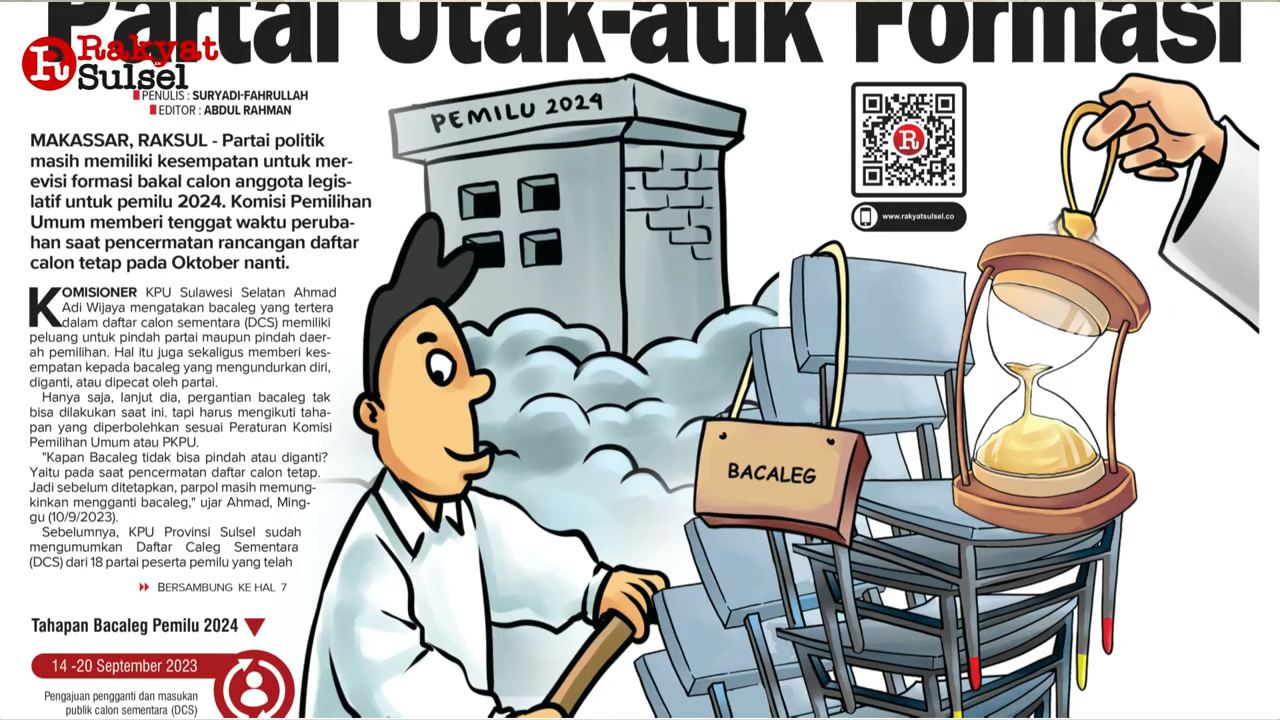 Partai Utak-atik Formasi
Rakyat
Sulsel
PENULIS : SURYADI-FAHRULLAH
EDITOR : ABDUL RAHMAN
MAKASSAR, RAKSUL - Partai politik
masih memiliki kesempatan untuk mer-
evisi formasi bakal calon anggota legis-
latif untuk pemilu 2024. Komisi Pemilihan
Umum memberi tenggat waktu peruba-
han saat pencermatan rancangan daftar
calon tetap pada Oktober nanti.
KOMISIONER KPU Sulawesi Selatan Ahmad
Adi Wijaya mengatakan bacaleg yang tertera
dalam daftar calon sementara (DCS) memiliki
peluang untuk pindah partai maupun pindah daer-
ah pemilihan. Hal itu juga sekaligus memberi kes-
empatan kepada bacaleg yang mengundurkan diri,
diganti, atau dipecat oleh partai.
Hanya saja, lanjut dia, pergantian bacaleg tak
bisa dilakukan saat ini. tapi harus mengikuti taha-
pan yang diperbolehkan sesuai Peraturan Komisi
Pemilihan Umum atau PKPU.
"Kapan Bacaleg tidak bisa pindah atau diganti?
Yaitu pada saat pencermatan daftar calon tetap.
Jadi sebelum ditetapkan, parpol masih memung-
kinkan mengganti bacaleg," ujar Ahmad, Ming-
gu (10/9/2023).
Sebelumnya, KPU Provinsi Sulsel sudah
mengumumkan Daftar Caleg Sementara
(DCS) dari 18 partai peserta pemilu yang telah
BERSAMBUNG KE HAL 7
Tahapan Bacaleg Pemilu 2024
14 -20 September 2023
Pengajuan pengganti dan masukan
publik calon sementara (DCS)
PEMILU 2024
R
www.rakyatsulsel.co
BACALEG